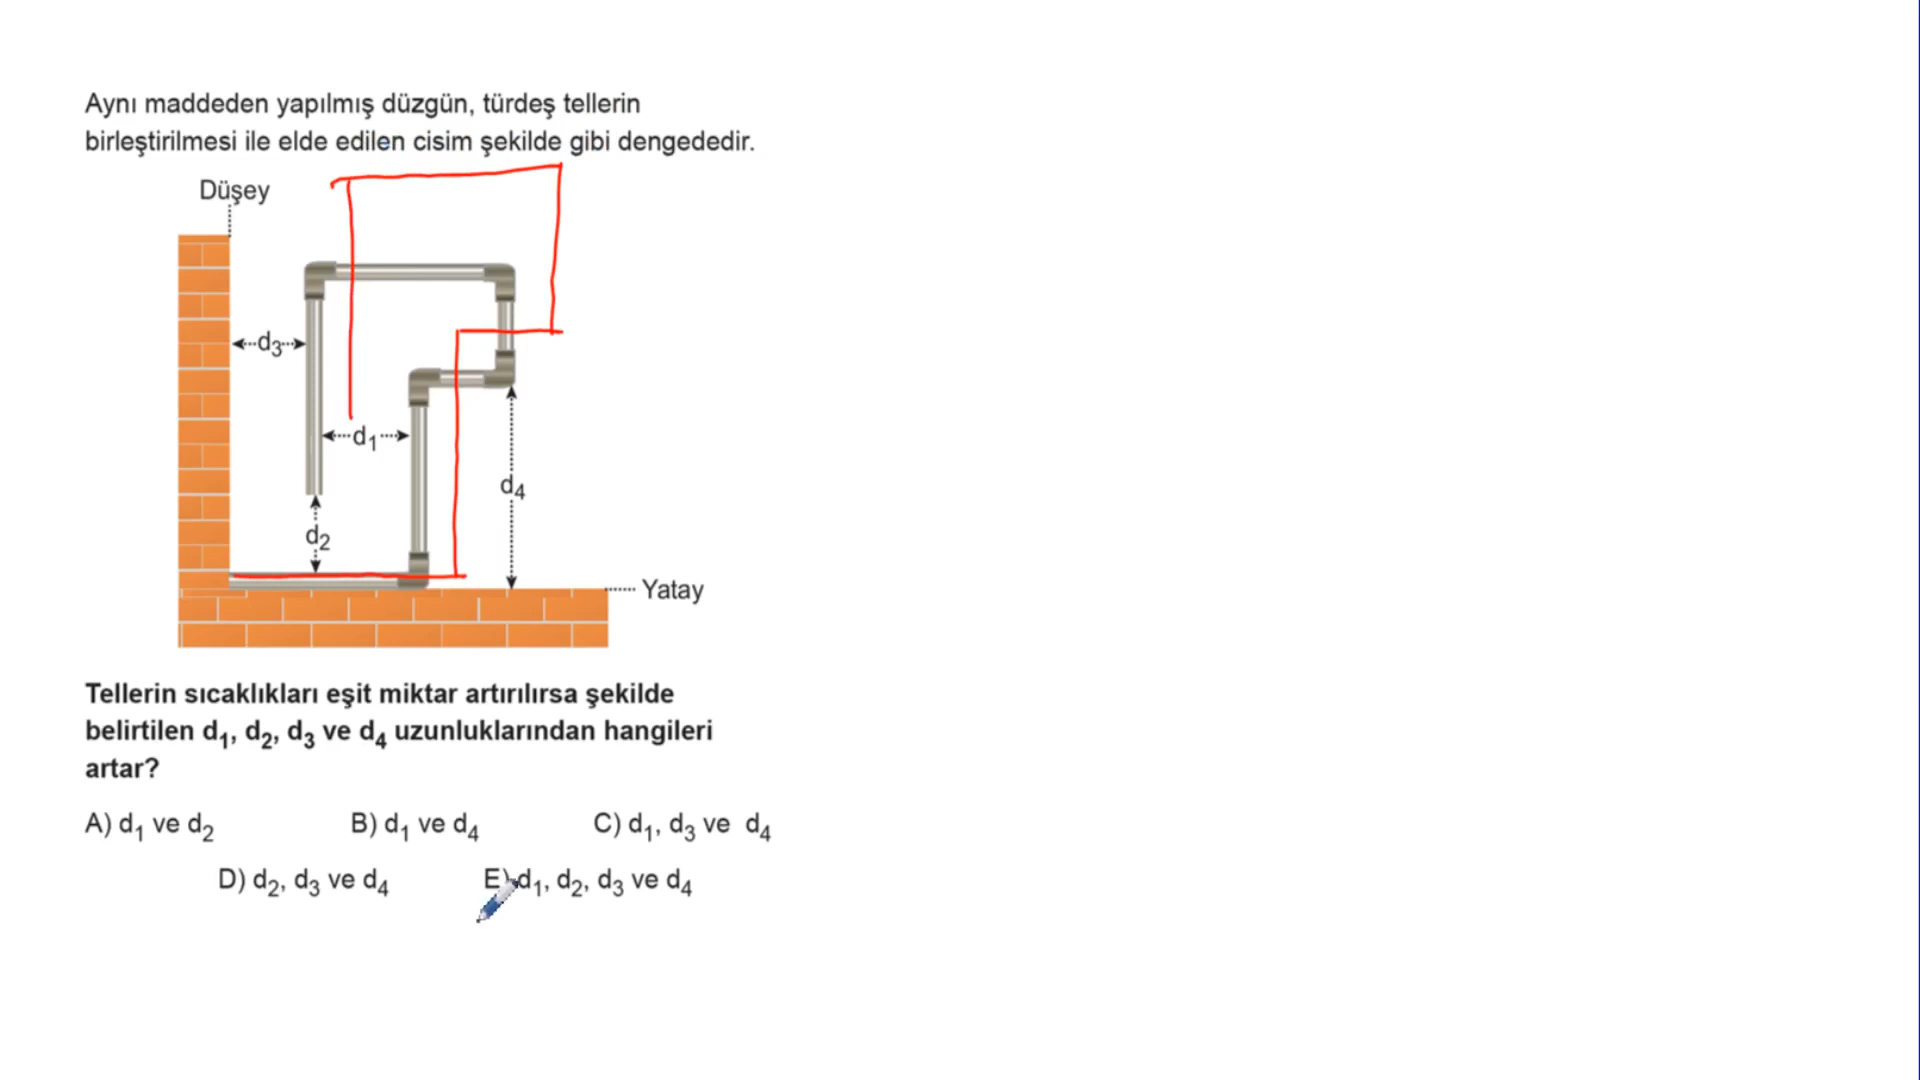 Aynı maddeden yapılmış düzgün, türdeş tellerin
birleştirilmesi ile elde edilen cisim şekilde gibi dengededir.
Düşey
d3
d1
d4
d2
Yatay
Tellerin sıcaklıkları eşit miktar artırılırsa şekilde
belirtilen d1, d2, d3 ve d4 uzunluklarından hangileri
artar?
A) d1 ve d2 B) d1 ve d4 C) d1, d3 ve d4
D) d2, d3 ve d4 E) d1, d2, d3 ve d4